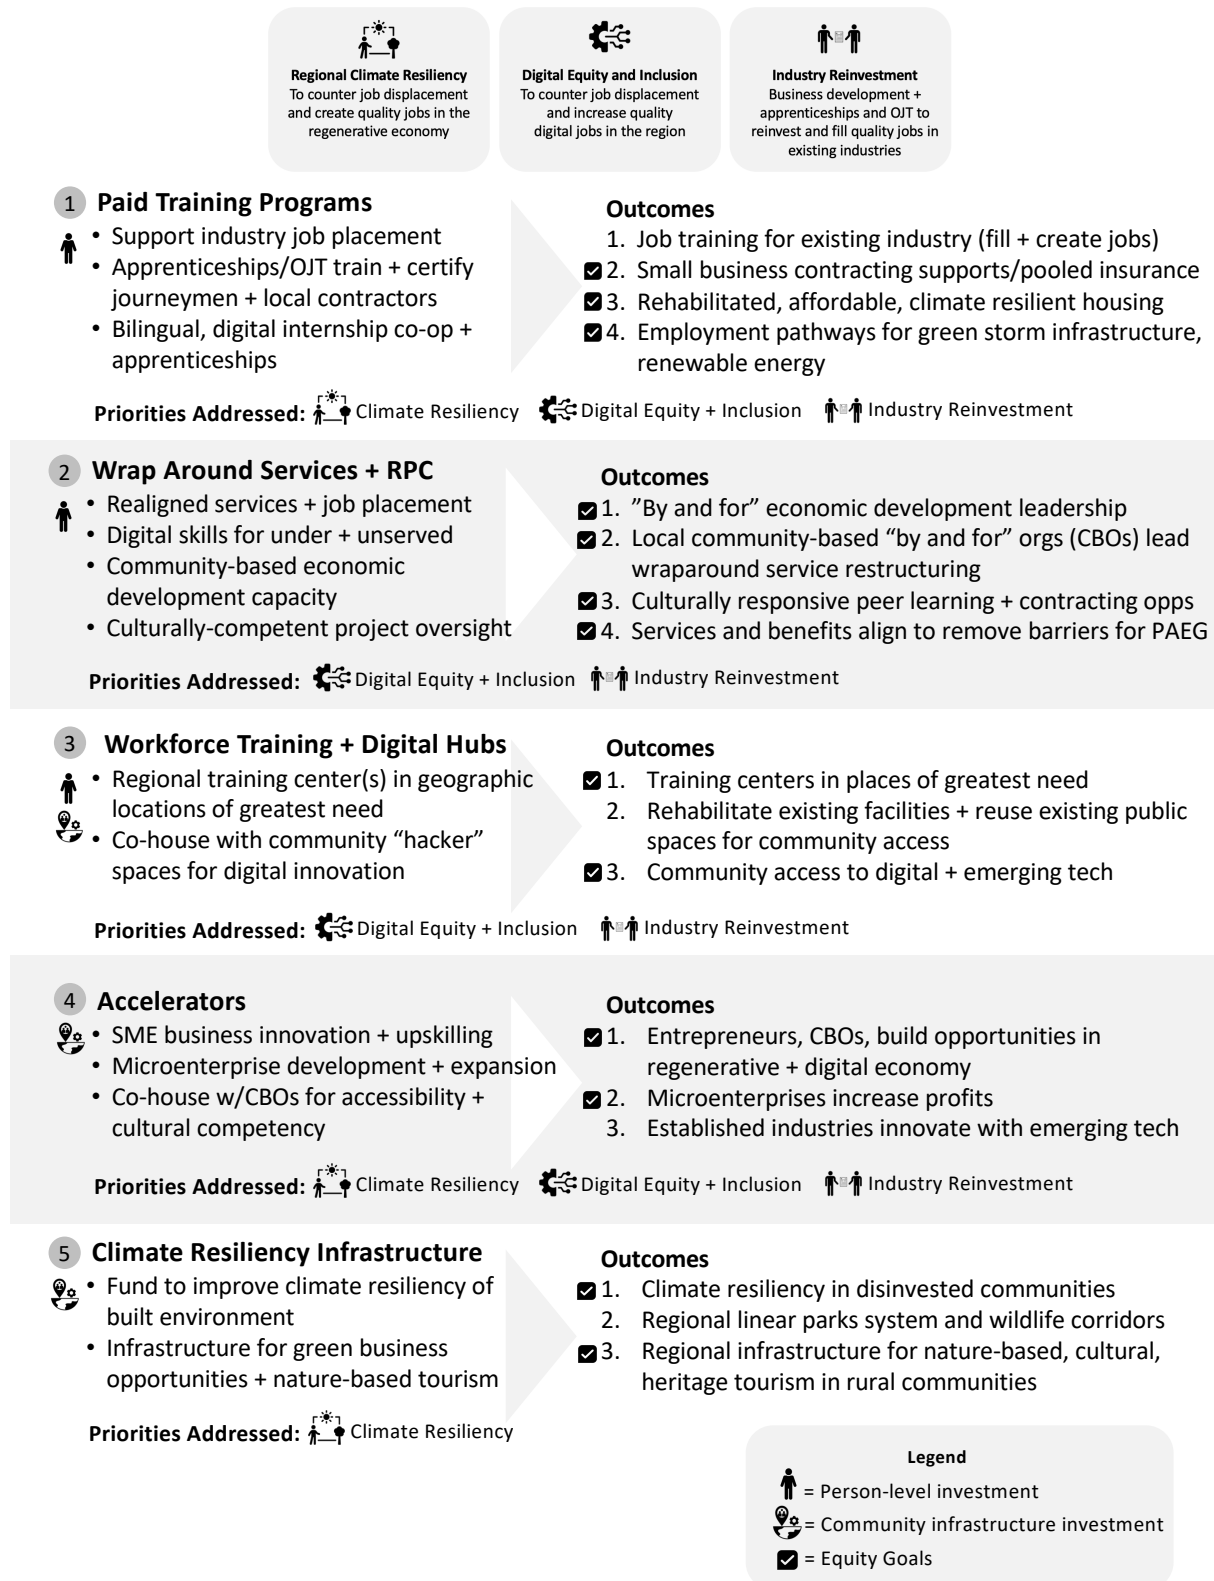 Regional Climate Resiliency
To counter job displacement
and create quality jobs in the
regenerative economy
Digital Equity and Inclusion
To counter job displacement
and increase quality
digital jobs in the region
Industry Reinvestment
Business development +
apprenticeships and OJT to
reinvest and fill quality jobs in
existing industries
1 Paid Training Programs
• Support industry job placement
• Apprenticeships/OJT train + certify
journeymen + local contractors
• Bilingual, digital internship co-op +
apprenticeships
Outcomes
1. Job training for existing industry (fill + create jobs)
2. Small business contracting supports/pooled insurance
3. Rehabilitated, affordable, climate resilient housing
4. Employment pathways for green storm infrastructure,
renewable energy
Priorities Addressed: Climate Resiliency Digital Equity + Inclusion Industry Reinvestment
2 Wrap Around Services + RPC
• Realigned services + job placement
• Digital skills for under + unserved
• Community-based economic
development capacity
• Culturally-competent project oversight
Outcomes
1. ”By and for” economic development leadership
2. Local community-based “by and for” orgs (CBOs) lead
wraparound service restructuring
3. Culturally responsive peer learning + contracting opps
4. Services and benefits align to remove barriers for PAEG
Priorities Addressed: Digital Equity + Inclusion Industry Reinvestment
3 Workforce Training + Digital Hubs
• Regional training center(s) in geographic
locations of greatest need
• Co-house with community “hacker”
spaces for digital innovation
Outcomes
1. Training centers in places of greatest need
2. Rehabilitate existing facilities + reuse existing public
spaces for community access
3. Community access to digital + emerging tech
Priorities Addressed: Digital Equity + Inclusion Industry Reinvestment
4 Accelerators
• SME business innovation + upskilling
• Microenterprise development + expansion
• Co-house w/CBOs for accessibility +
cultural competency
Outcomes
1. Entrepreneurs, CBOs, build opportunities in
regenerative + digital economy
2. Microenterprises increase profits
3. Established industries innovate with emerging tech
Priorities Addressed: Climate Resiliency Digital Equity + Inclusion Industry Reinvestment
5 Climate Resiliency Infrastructure
• Fund to improve climate resiliency of
built environment
• Infrastructure for green business
opportunities + nature-based tourism
Outcomes
1. Climate resiliency in disinvested communities
2. Regional linear parks system and wildlife corridors
3. Regional infrastructure for nature-based, cultural,
heritage tourism in rural communities
Priorities Addressed: Climate Resiliency
Legend
= Person-level investment
= Community infrastructure investment
= Equity Goals